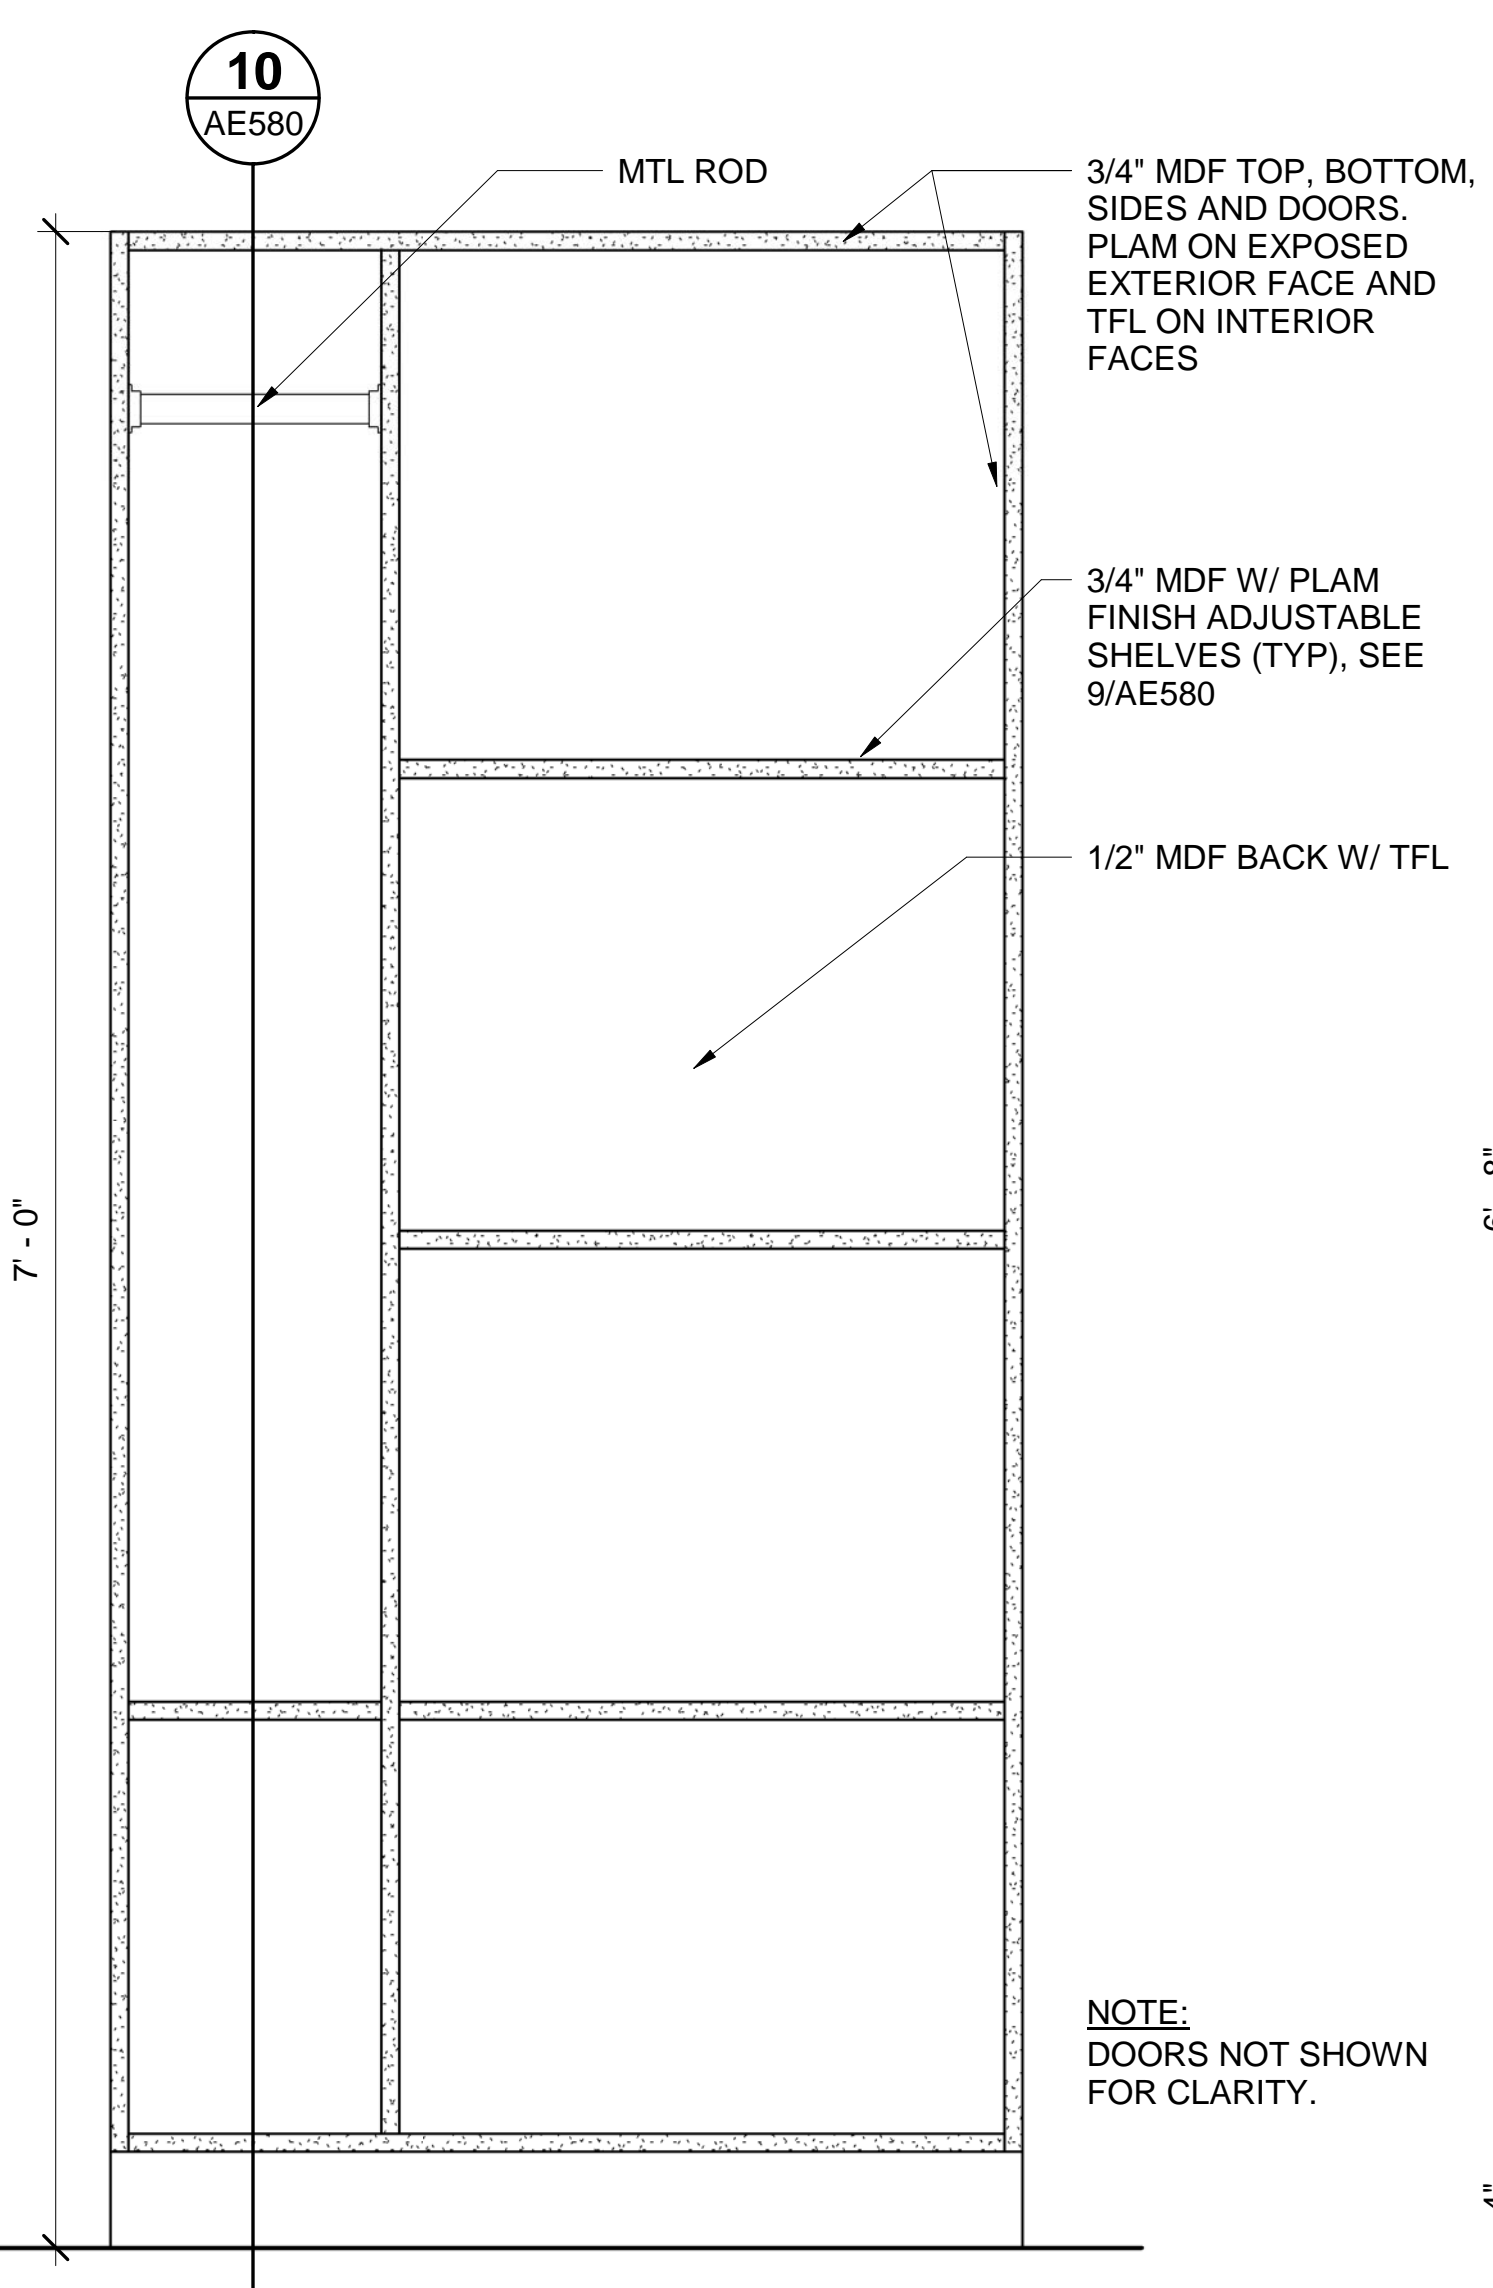 10
AE580
MTL ROD
3/4" MDF TOP, BOTTOM,
SIDES AND DOORS.
PLAM ON EXPOSED
EXTERIOR FACE AND
TFL ON INTERIOR
FACES
3/4" MDF W/ PLAM
FINISH ADJUSTABLE
SHELVES (TYP), SEE
9/AE580
1/2" MDF BACK W/ TFL
7' - 0"
NOTE:
DOORS NOT SHOWN
FOR CLARITY.